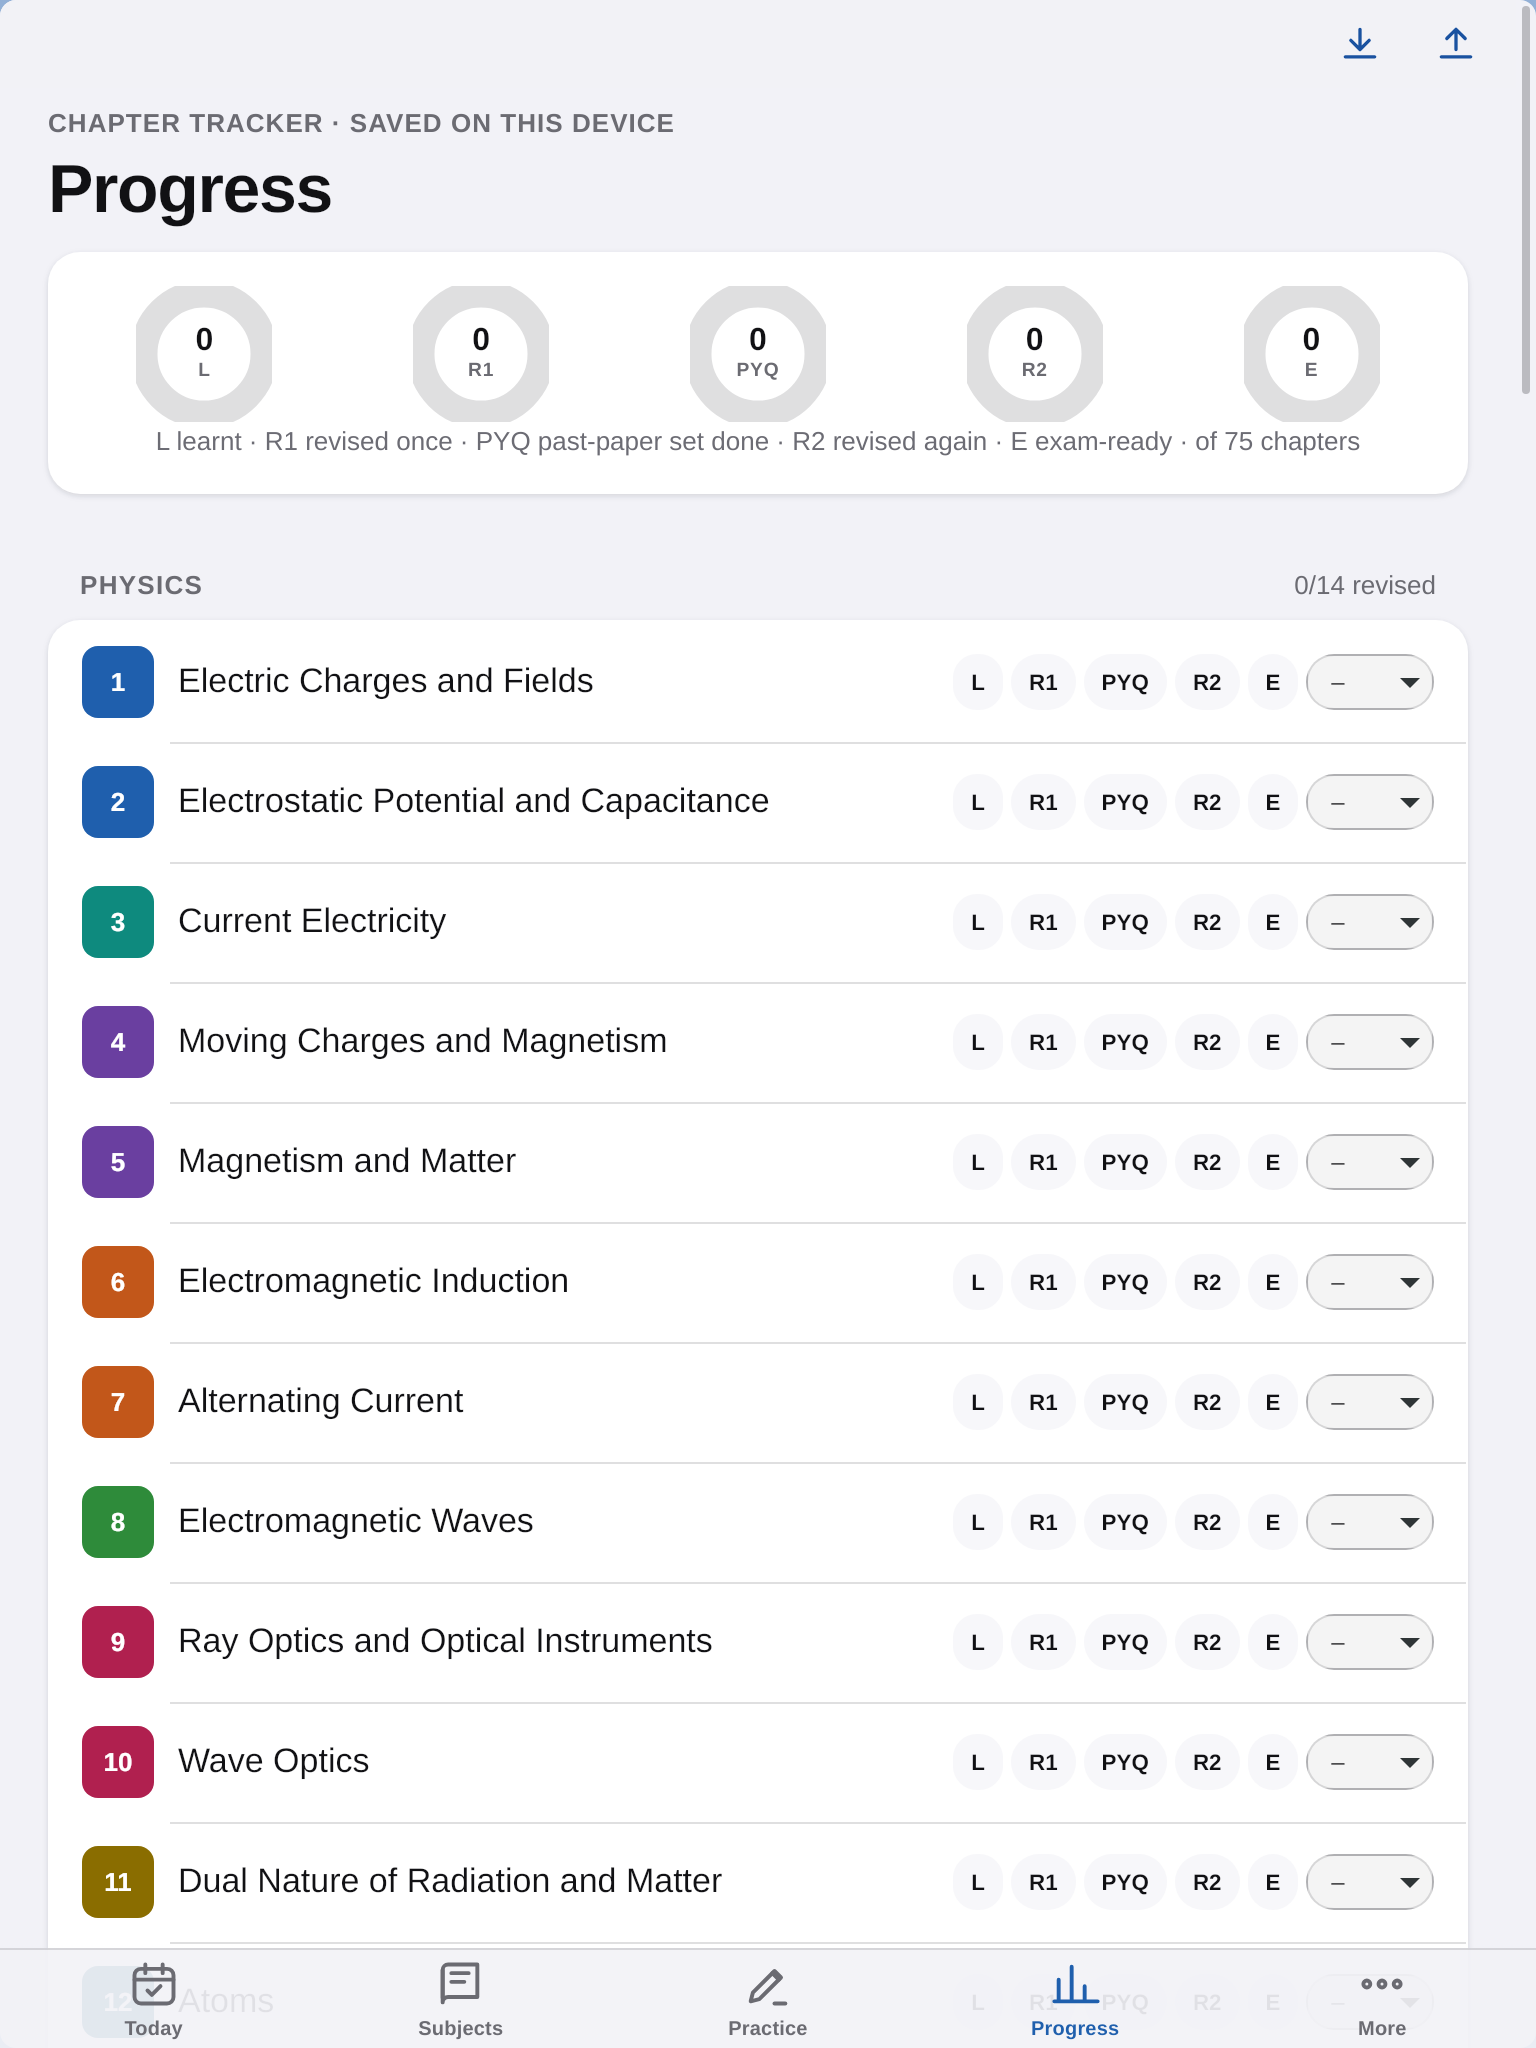 CHAPTER TRACKER · SAVED ON THIS DEVICE
Progress
0 0 0 0 0
L R1 PYQ R2 E
L learnt · R1 revised once · PYQ past-paper set done · R2 revised again · E exam-ready · of 75 chapters
PHYSICS 0/14 revised
1 Electric Charges and Fields L R1 PYQ R2 E –
2 Electrostatic Potential and Capacitance L R1 PYQ R2 E –
3 Current Electricity L R1 PYQ R2 E –
4 Moving Charges and Magnetism L R1 PYQ R2 E –
5 Magnetism and Matter L R1 PYQ R2 E –
6 Electromagnetic Induction L R1 PYQ R2 E –
7 Alternating Current L R1 PYQ R2 E –
8 Electromagnetic Waves L R1 PYQ R2 E –
9 Ray Optics and Optical Instruments L R1 PYQ R2 E –
10 Wave Optics L R1 PYQ R2 E –
11 Dual Nature of Radiation and Matter L R1 PYQ R2 E –
12 Atoms L R1 PYQ R2 E –
Today Subjects Practice Progress More